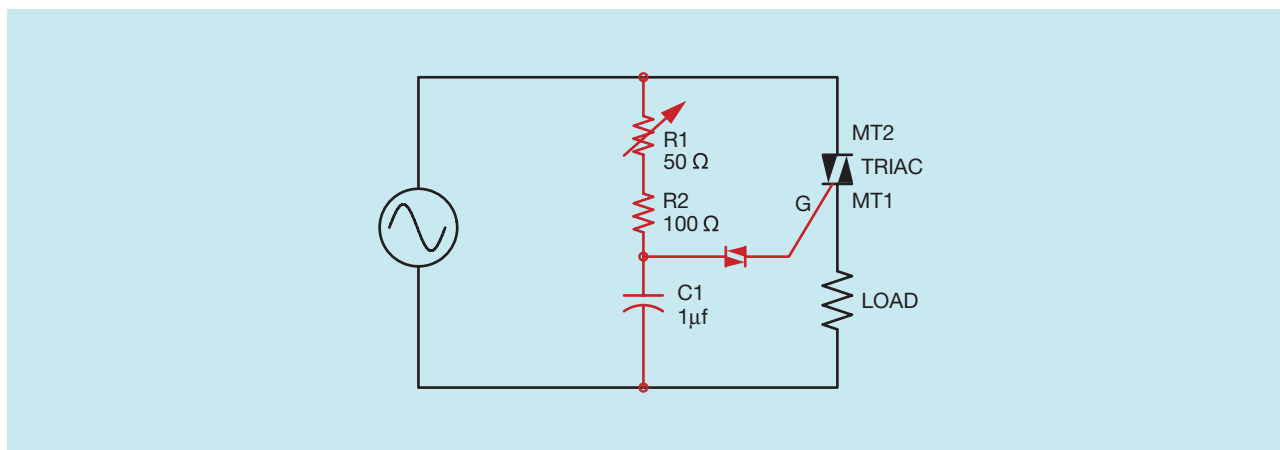 R1
50 Ω
R2
100 Ω
C1
1μf
G
MT2
TRIAC
MT1
LOAD